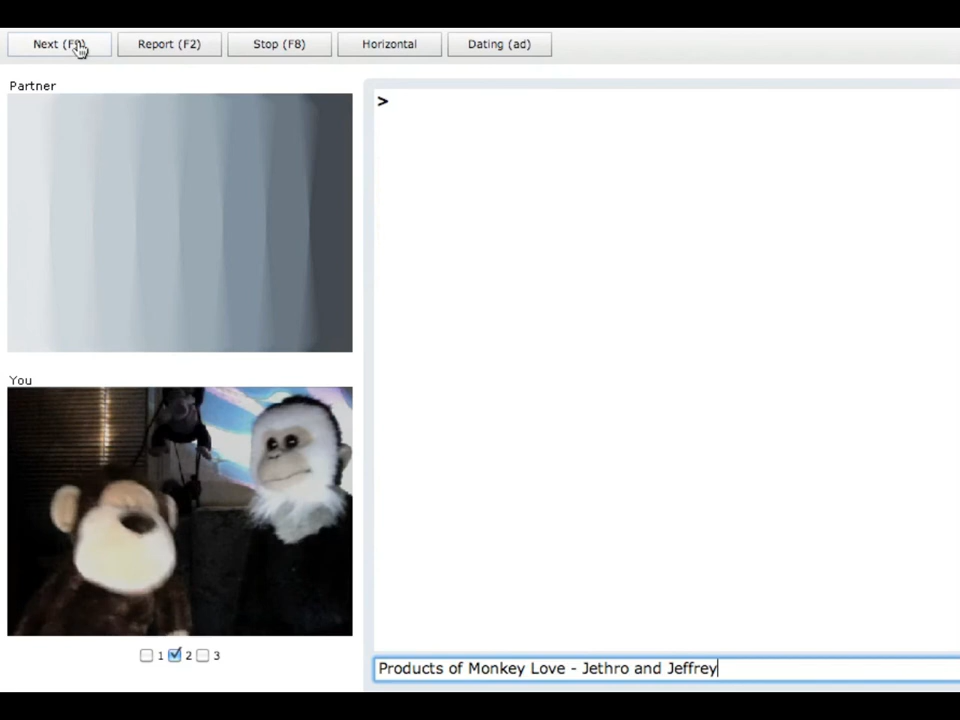 Next (F9) Report (F2) Stop (F8) Horizontal Dating (ad)
Partner
>
You
1 2 3
Products of Monkey Love - Jethro and Jeffrey